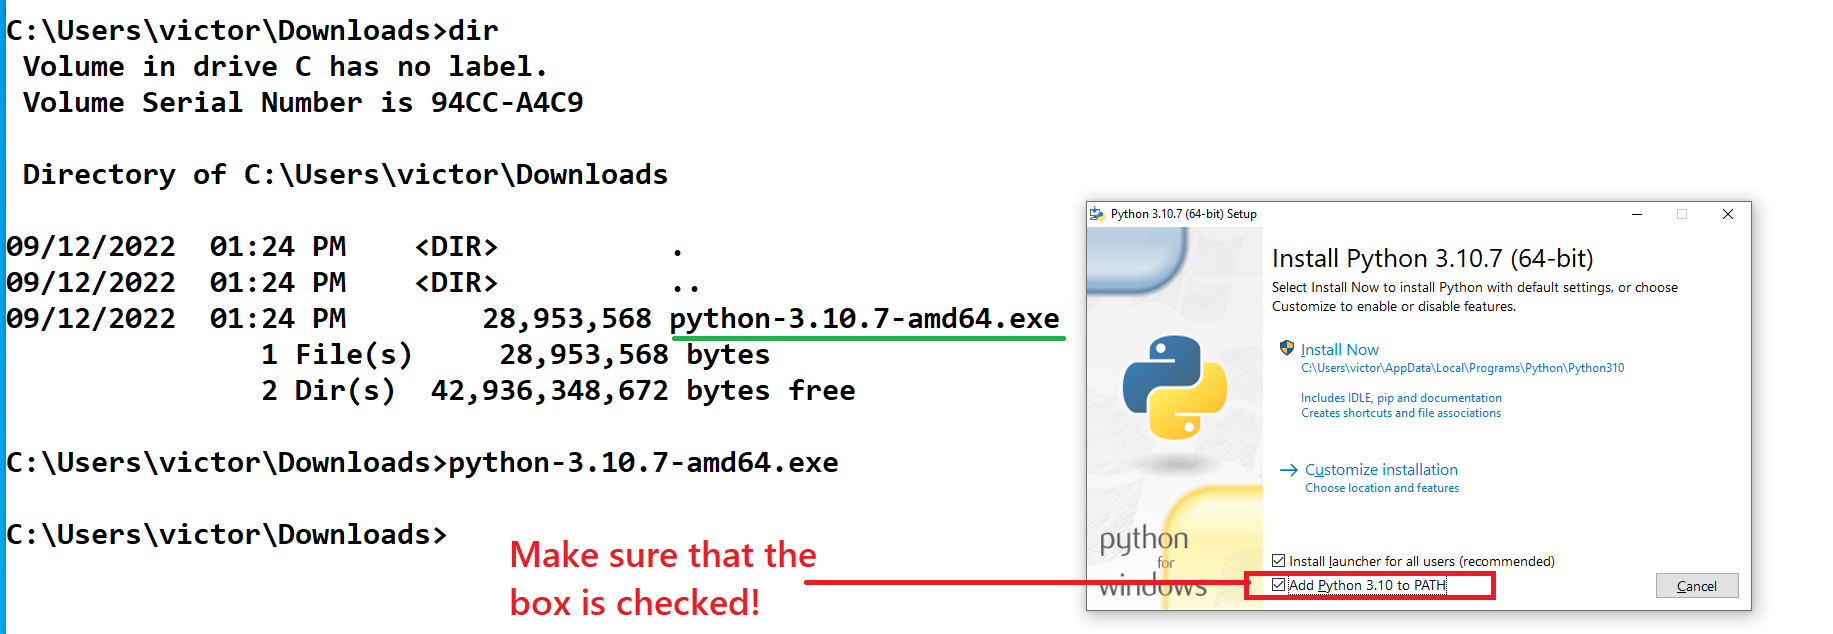 C:\Users\victor\Downloads>dir
Volume in drive C has no label.
Volume Serial Number is 94CC-A4C9
Directory of C:\Users\victor\Downloads
09/12/2022  01:24 PM    <DIR>          .
09/12/2022  01:24 PM    <DIR>          ..
09/12/2022  01:24 PM        28,953,568 python-3.10.7-amd64.exe
1 File(s)     28,953,568 bytes
2 Dir(s)  42,936,348,672 bytes free
C:\Users\victor\Downloads>python-3.10.7-amd64.exe
C:\Users\victor\Downloads>
Make sure that the
box is checked!
Python 3.10.7 (64-bit) Setup
Install Python 3.10.7 (64-bit)
Select Install Now to install Python with default settings, or choose
Customize to enable or disable features.
Install Now
C:\Users\victor\AppData\Local\Programs\Python\Python310
Includes IDLE, pip and documentation
Creates shortcuts and file associations
Customize installation
Choose location and features
python
for
windows
Install launcher for all users (recommended)
Add Python 3.10 to PATH
Cancel